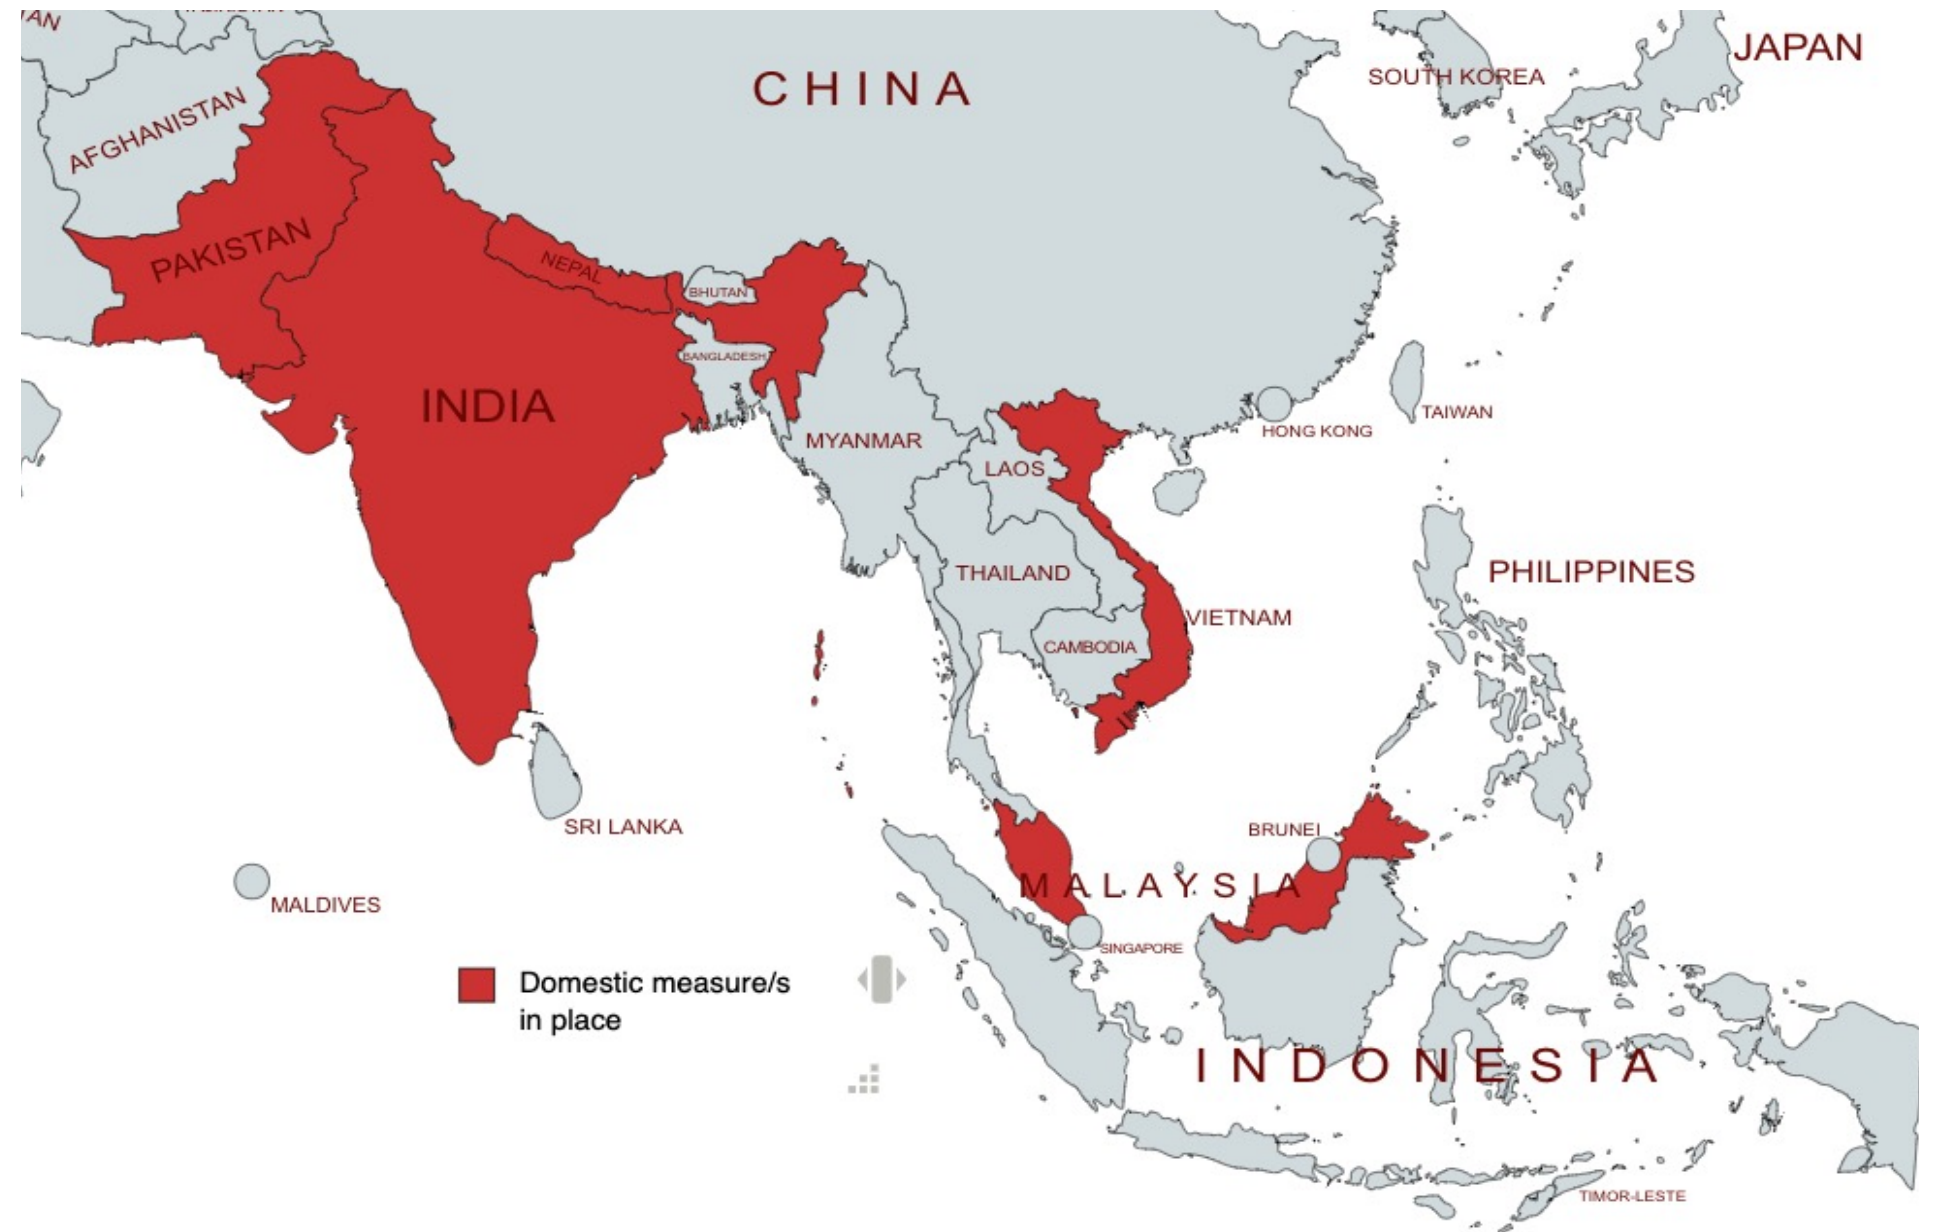 AN
JAPAN
SOUTH KOREA
CHINA
AFGHANISTAN
PAKISTAN
NEPAL
BHUTAN
BANGLADESH
INDIA
MYANMAR
LAOS
HONG KONG
TAIWAN
THAILAND
PHILIPPINES
VIETNAM
CAMBODIA
SRI LANKA
BRUNEI
MALAYSIA
MALDIVES
SINGAPORE
Domestic measure/s
in place
INDONESIA
TIMOR-LESTE